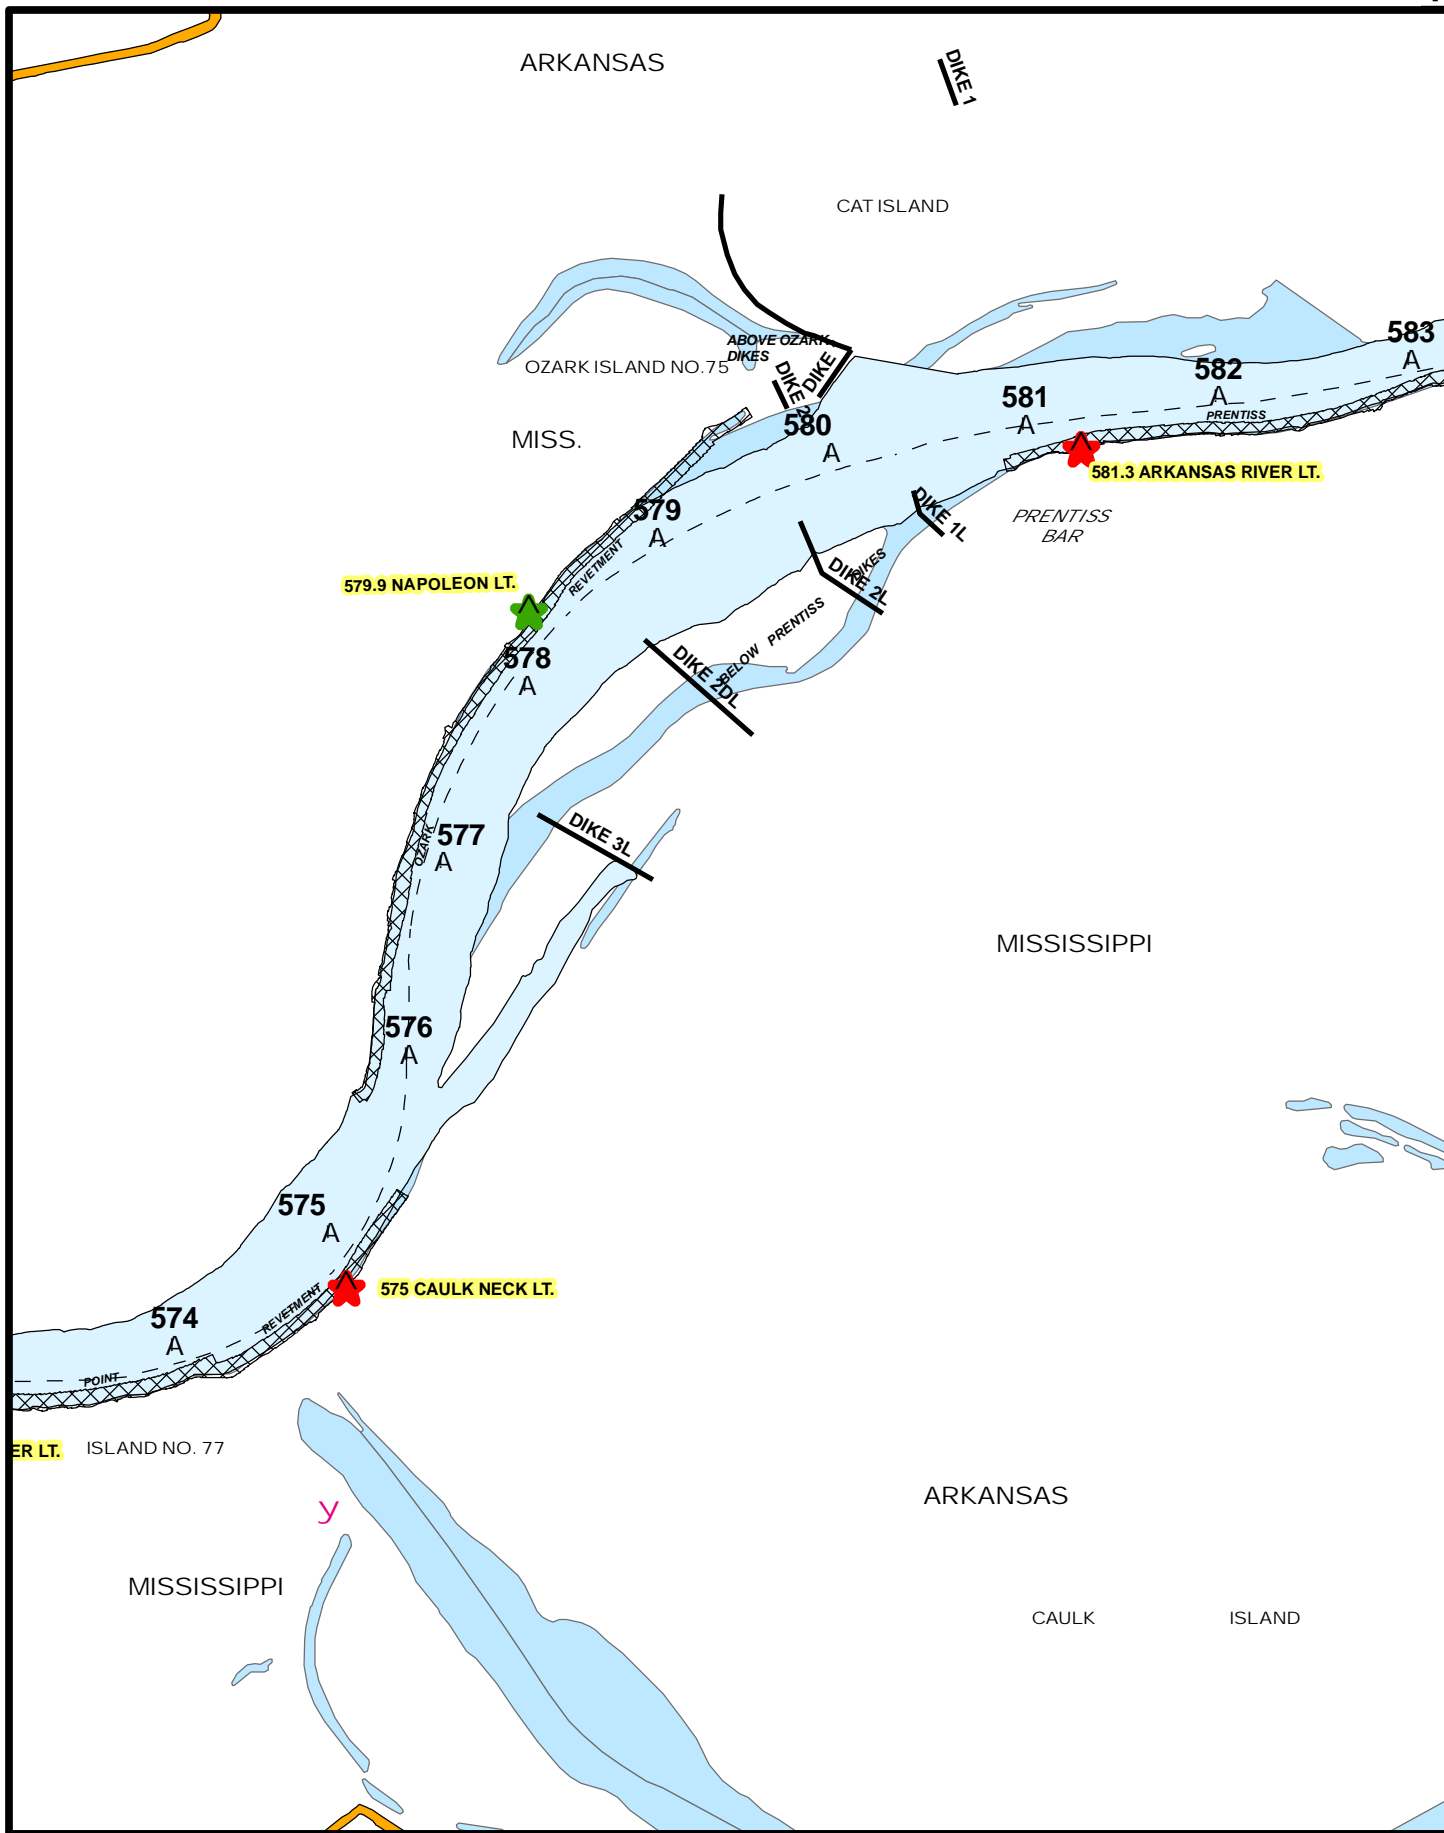 ARKANSAS
DIKE 1
CAT ISLAND
ABOVE OZARK
DIKES
DIKE
DIKE 2
OZARK ISLAND NO.75
MISS.
583
582
581
580
PRENTISS
581.3 ARKANSAS RIVER LT.
PRENTISS
BAR
579
REVETMENT
579.9 NAPOLEON LT.
DIKE 1L
DIKES
DIKE 2L
BELOW PRENTISS
DIKE 2DL
578
577
OZARK
DIKE 3L
MISSISSIPPI
576
575
575 CAULK NECK LT.
REVETMENT
574
POINT
ER LT.
ISLAND NO. 77
y
ARKANSAS
MISSISSIPPI
CAULK ISLAND